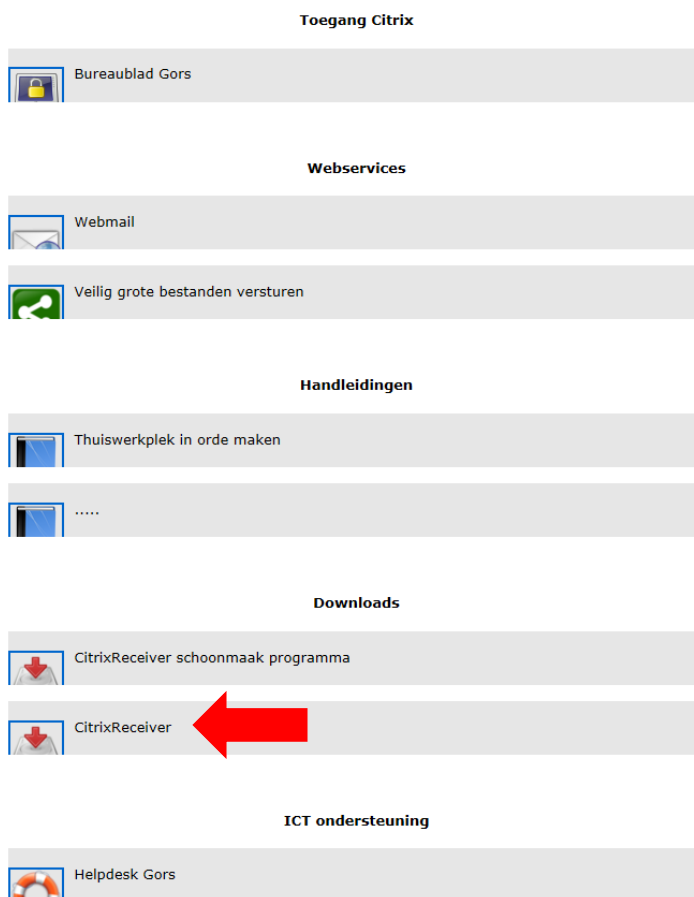 Toegang Citrix
Bureaublad Gors
Webservices
Webmail
Veilig grote bestanden versturen
Handleidingen
Thuiswerkplek in orde maken
.....
Downloads
CitrixReceiver schoonmaak programma
CitrixReceiver
ICT ondersteuning
Helpdesk Gors